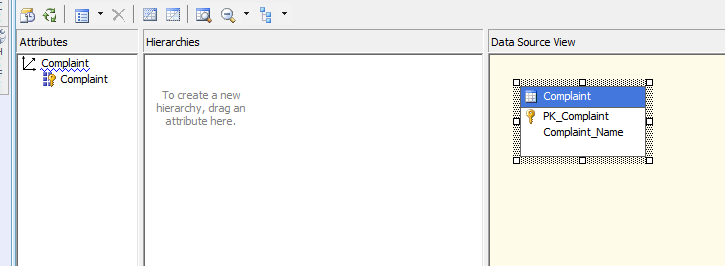 Attributes
Hierarchies
Data Source View
Complaint
Complaint
To create a new
hierarchy, drag an
attribute here.
Complaint
PK_Complaint
Complaint_Name